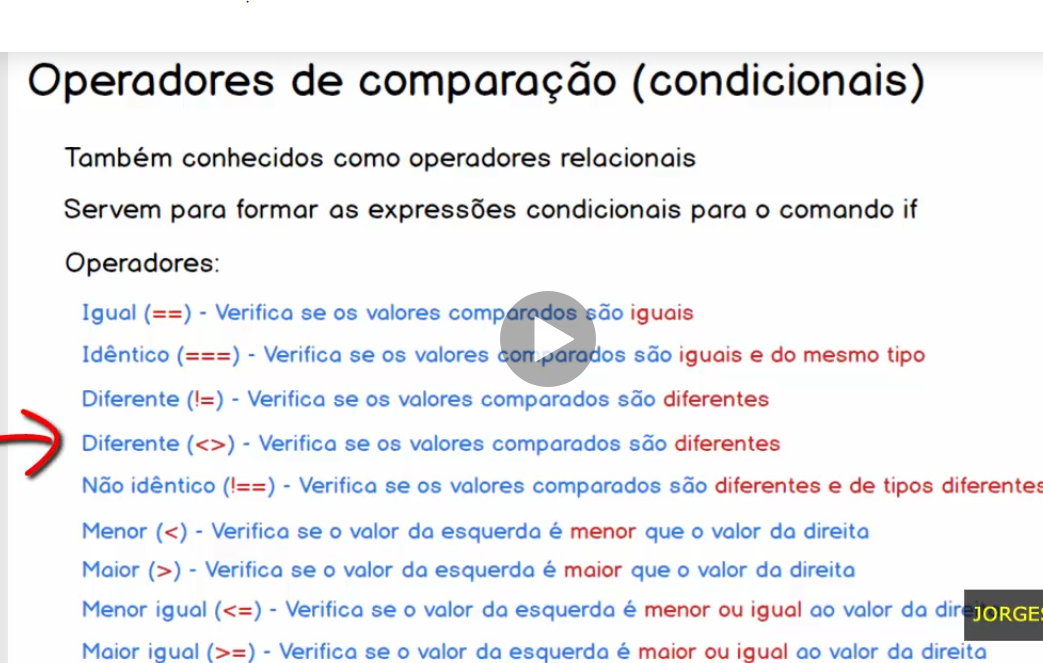 Operadores de comparação (condicionais)
Também conhecidos como operadores relacionais
Servem para formar as expressões condicionais para o comando if
Operadores:
Igual (==) - Verifica se os valores comparados são iguais
Idêntico (===) - Verifica se os valores comparados são iguais e do mesmo tipo
Diferente (!=) - Verifica se os valores comparados são diferentes
Diferente (<>) - Verifica se os valores comparados são diferentes
Não idêntico (!==) - Verifica se os valores comparados são diferentes e de tipos diferentes
Menor (<) - Verifica se o valor da esquerda é menor que o valor da direita
Maior (>) - Verifica se o valor da esquerda é maior que o valor da direita
Menor igual (<=) - Verifica se o valor da esquerda é menor ou igual ao valor da dire
JORGES
Maior igual (>=) - Verifica se o valor da esquerda é maior ou igual ao valor da direita